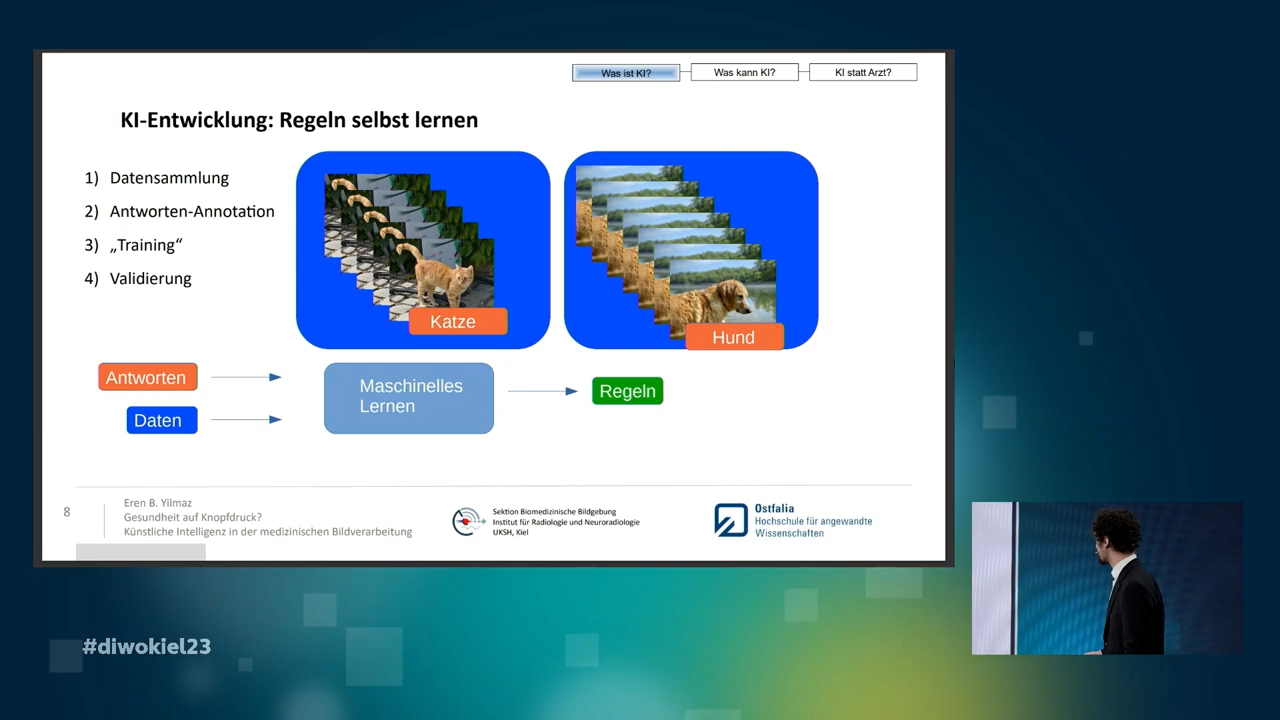 Was ist KI?
Was kann KI?
KI statt Arzt?
KI-Entwicklung: Regeln selbst lernen
1) Datensammlung
2) Antworten-Annotation
3) „Training“
4) Validierung
Katze
Hund
Antworten
Daten
Maschinelles
Lernen
Regeln
8
Eren B. Yilmaz
Gesundheit auf Knopfdruck?
Künstliche Intelligenz in der medizinischen Bildverarbeitung
Sektion Biomedizinische Bildgebung
Institut für Radiologie und Neuroradiologie
UKSH, Kiel
Ostfalia
Hochschule für angewandte
Wissenschaften
#diwokiel23